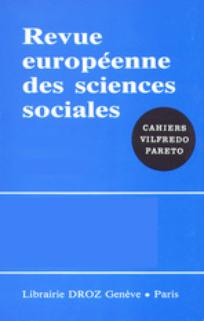 Revue
européenne
des sciences
sociales
CAHIERS
VILFREDO
PARETO
Librairie DROZ Genève • Paris